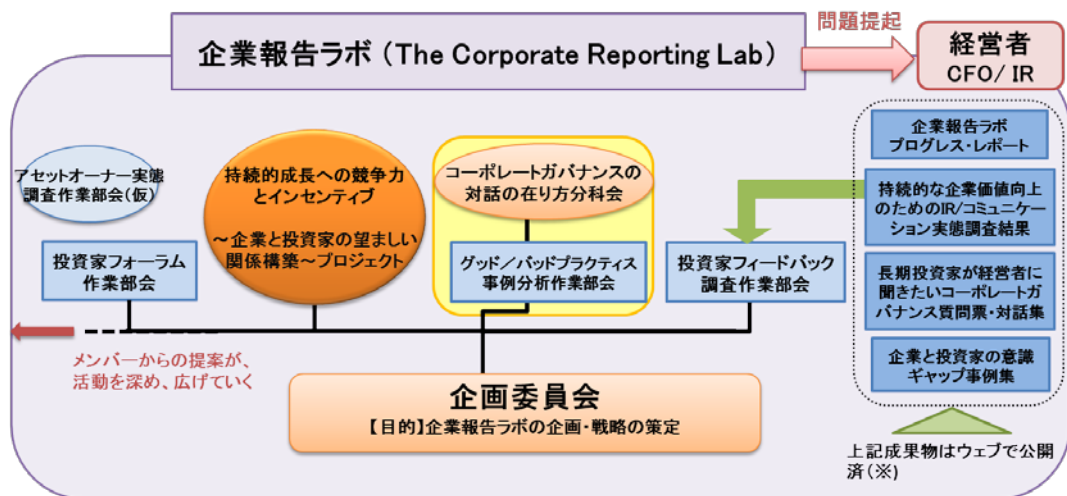 企業報告ラボ（The Corporate Reporting Lab）
問題提起
経営者
CFO/ IR
アセットオーナー実態
調査作業部会(仮)
持続的成長への競争力
とインセンティブ
～企業と投資家の望ましい
関係構築～プロジェクト
コーポレートガバナンスの
対話の在り方分科会
投資家フォーラム
作業部会
グッド／バッドプラクティス
事例分析作業部会
投資家フィードバック
調査作業部会
企業報告ラボ
プログレス・レポート
持続的な企業価値向上
のためのIR/コミュニケー
ション実態調査結果
長期投資家が経営者に
聞きたいコーポレートガ
バナンス質問票・対話集
企業と投資家の意識
ギャップ事例集
メンバーからの提案が、
活動を深め、広げていく
企画委員会
【目的】企業報告ラボの企画・戦略の策定
上記成果物はウェブで公開
済（※）